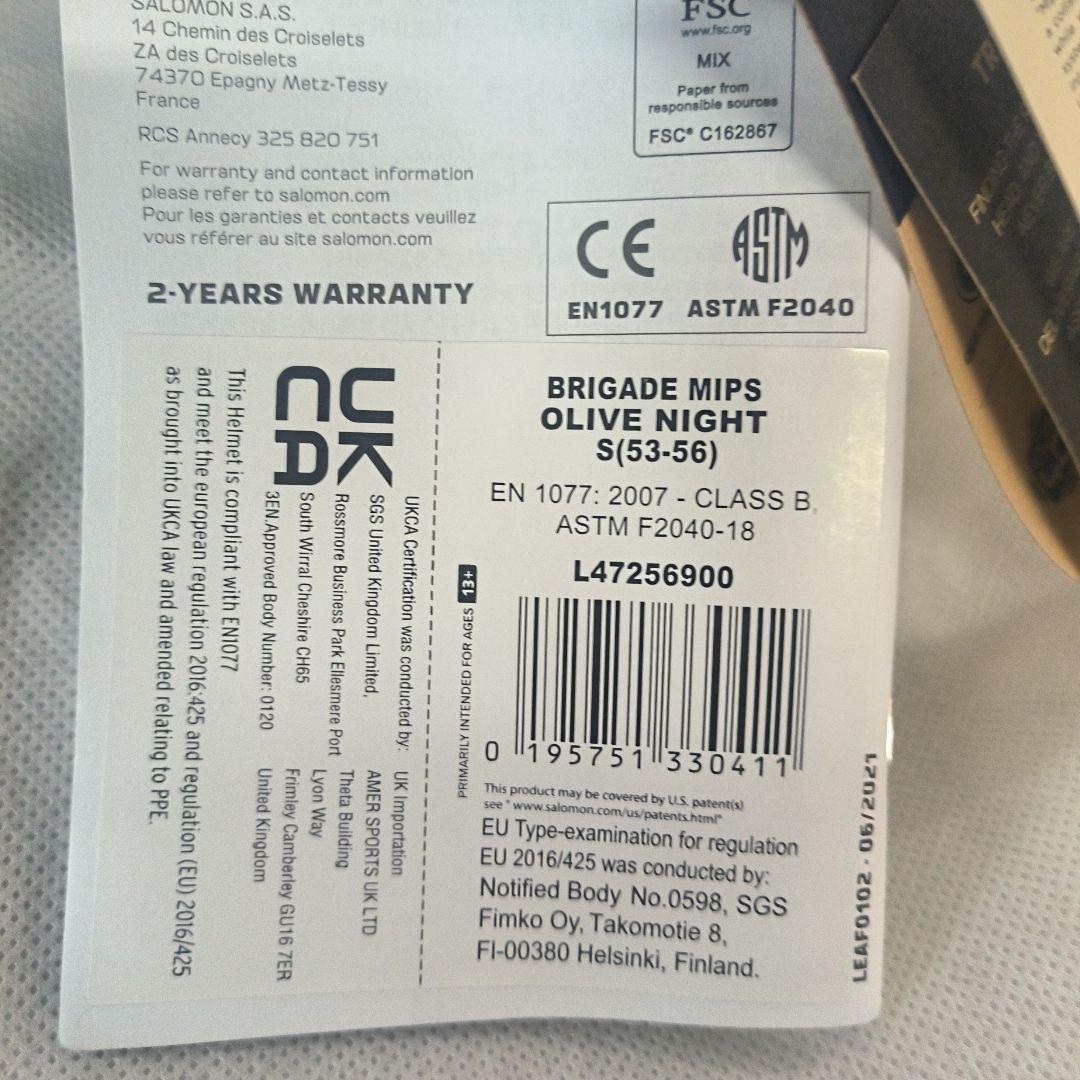 SALOMON S.A.S.
14 Chemin des Croiselets
ZA des Croiselets
74370 Epagny Metz-Tessy
France
RCS Annecy 325 820 751
For warranty and contact information
please refer to salomon.com
Pour les garanties et contacts veuillez
vous référer au site salomon.com
2-YEARS WARRANTY
FSC
www.fsc.org
MIX
Paper from
responsible sources
FSC® C162867
CE ASTM
EN1077 ASTM F2040
BRIGADE MIPS
OLIVE NIGHT
S(53-56)
EN 1077: 2007 - CLASS B,
ASTM F2040-18
L47256900
0 195751 330411
PRIMARILY INTENDED FOR AGES 13+
This product may be covered by U.S. patent(s)
see " www.salomon.com/us/patents.html"
EU Type-examination for regulation
EU 2016/425 was conducted by:
Notified Body No.0598, SGS
Fimko Oy, Takomotie 8,
FI-00380 Helsinki, Finland.
LEAF0102 - 06/2021
UK
CA
UKCA Certification was conducted by:
SGS United Kingdom Limited,
Rossmore Business Park Ellesmere Port
South Wirral Cheshire CH65
3EN.Approved Body Number: 0120
UK Importation
AMER SPORTS UK LTD
Theta Building
Lyon Way
Frimley Camberley GU16 7ER
United Kingdom
This Helmet is compliant with EN1077
and meet the european regulation 2016:425 and regulation (EU) 2016/425
as brought into UKCA law and amended relating to PPE.